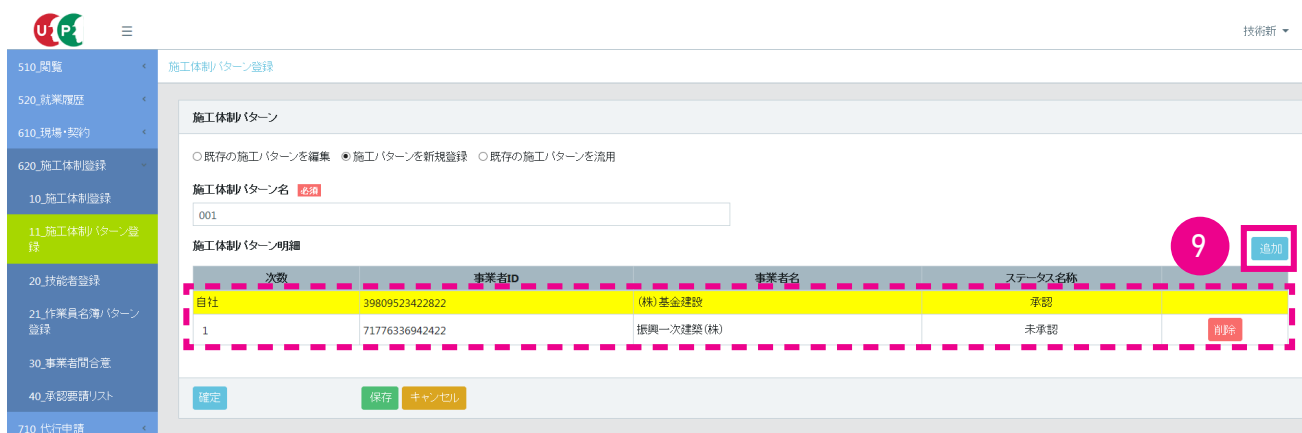 UP
☰
技術新
510_閲覧
施工体制パターン登録
520_就業履歴
610_現場・契約
620_施工体制登録
10_施工体制登録
11_施工体制パターン登
録
20_技能者登録
21_作業員名簿パターン
登録
30_事業者間合意
40_承認要請リスト
710_代行申請
施工体制パターン
○既存の施工パターンを編集 ◉施工パターンを新規登録 ○既存の施工パターンを流用
施工体制パターン名 必須
001
施工体制パターン明細
9 追加
次数 事業者ID 事業者名 ステータス名称
自社 39809523422822 (株)基金建設 承認
1 71776336942422 振興一次建築(株) 未承認 削除
確定 保存 キャンセル